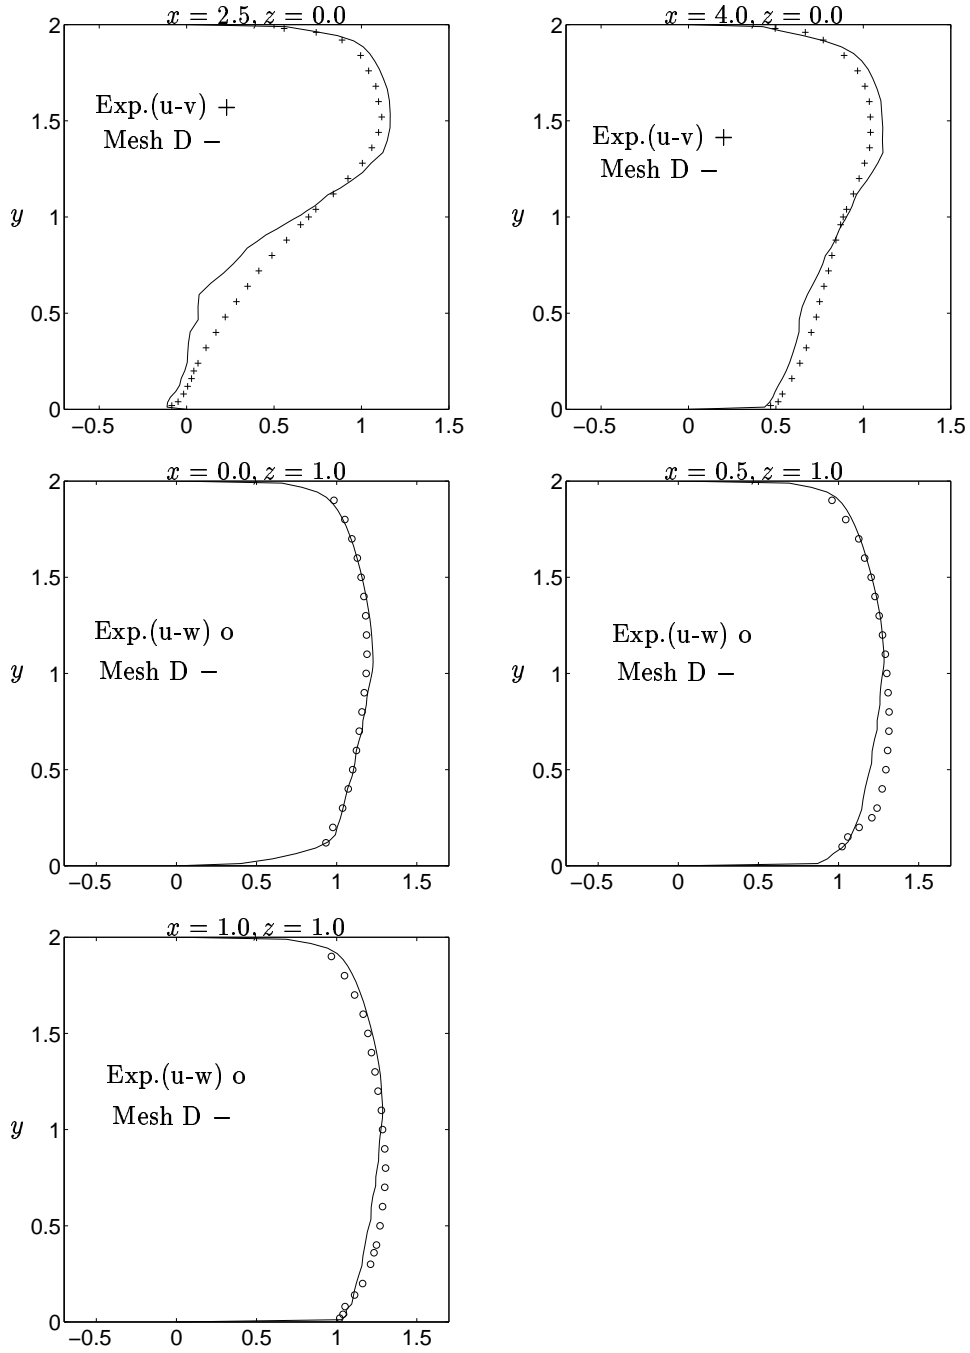 x = 2.5, z = 0.0
2
1.5
1
0.5
0
y
Exp.(u-v) +
Mesh D −
−0.5 0 0.5 1 1.5
x = 4.0, z = 0.0
2
1.5
1
0.5
0
y
Exp.(u-v) +
Mesh D −
−0.5 0 0.5 1 1.5
x = 0.0, z = 1.0
2
1.5
1
0.5
0
y
Exp.(u-w) o
Mesh D −
−0.5 0 0.5 1 1.5
x = 0.5, z = 1.0
2
1.5
1
0.5
0
y
Exp.(u-w) o
Mesh D −
−0.5 0 0.5 1 1.5
x = 1.0, z = 1.0
2
1.5
1
0.5
0
y
Exp.(u-w) o
Mesh D −
−0.5 0 0.5 1 1.5